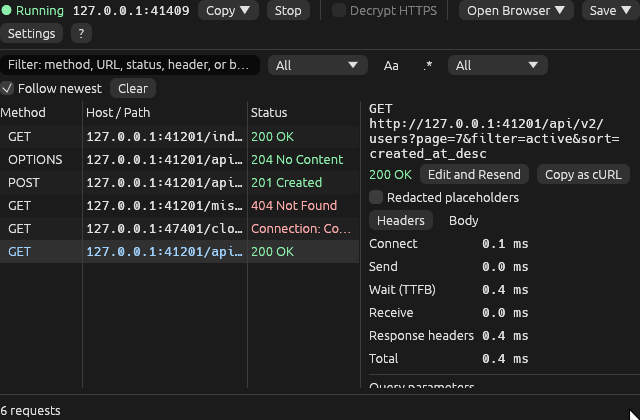 Running 127.0.0.1:41409 Copy Stop Decrypt HTTPS Open Browser Save
Settings ?
Filter: method, URL, status, header, or b… All Aa .* All
Follow newest Clear
Method Host / Path Status
GET 127.0.0.1:41201/ind… 200 OK
OPTIONS 127.0.0.1:41201/api… 204 No Content
POST 127.0.0.1:41201/api… 201 Created
GET 127.0.0.1:41201/mis… 404 Not Found
GET 127.0.0.1:47401/clo… Connection: Co…
GET 127.0.0.1:41201/api… 200 OK
GET
http://127.0.0.1:41201/api/v2/
users?page=7&filter=active&sort=
created_at_desc
200 OK Edit and Resend Copy as cURL
Redacted placeholders
Headers Body
Connect 0.1 ms
Send 0.0 ms
Wait (TTFB) 0.4 ms
Receive 0.0 ms
Response headers 0.4 ms
Total 0.4 ms
Query parameters
6 requests